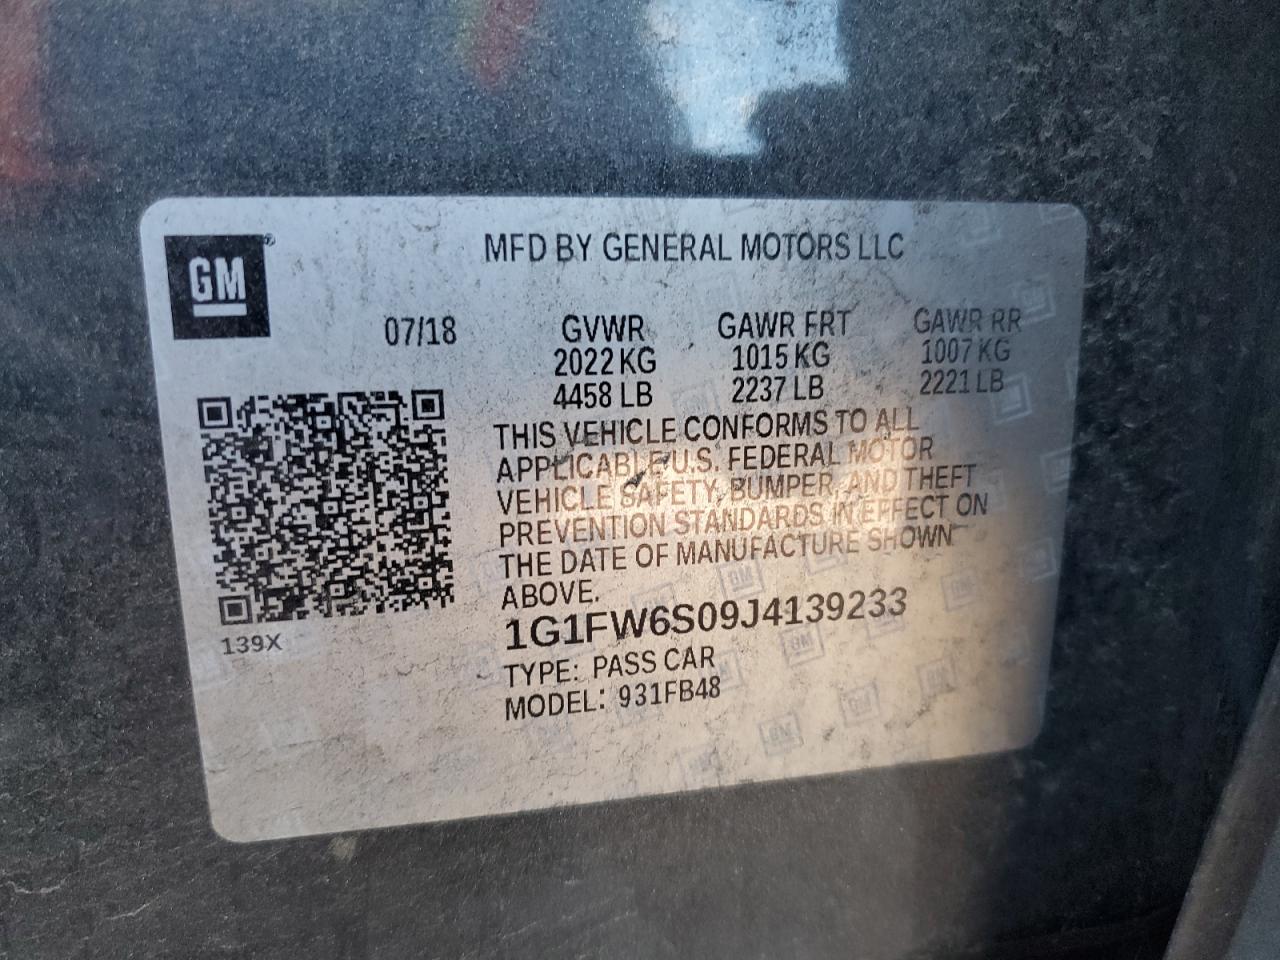 GM
MFD BY GENERAL MOTORS LLC
07/18 GVWR GAWR FRT GAWR RR
2022 KG 1015 KG 1007 KG
4458 LB 2237 LB 2221 LB
THIS VEHICLE CONFORMS TO ALL
APPLICABLE U.S. FEDERAL MOTOR
VEHICLE SAFETY, BUMPER, AND THEFT
PREVENTION STANDARDS IN EFFECT ON
THE DATE OF MANUFACTURE SHOWN
ABOVE.
139X
1G1FW6S09J4139233
TYPE: PASS CAR
MODEL: 931FB48